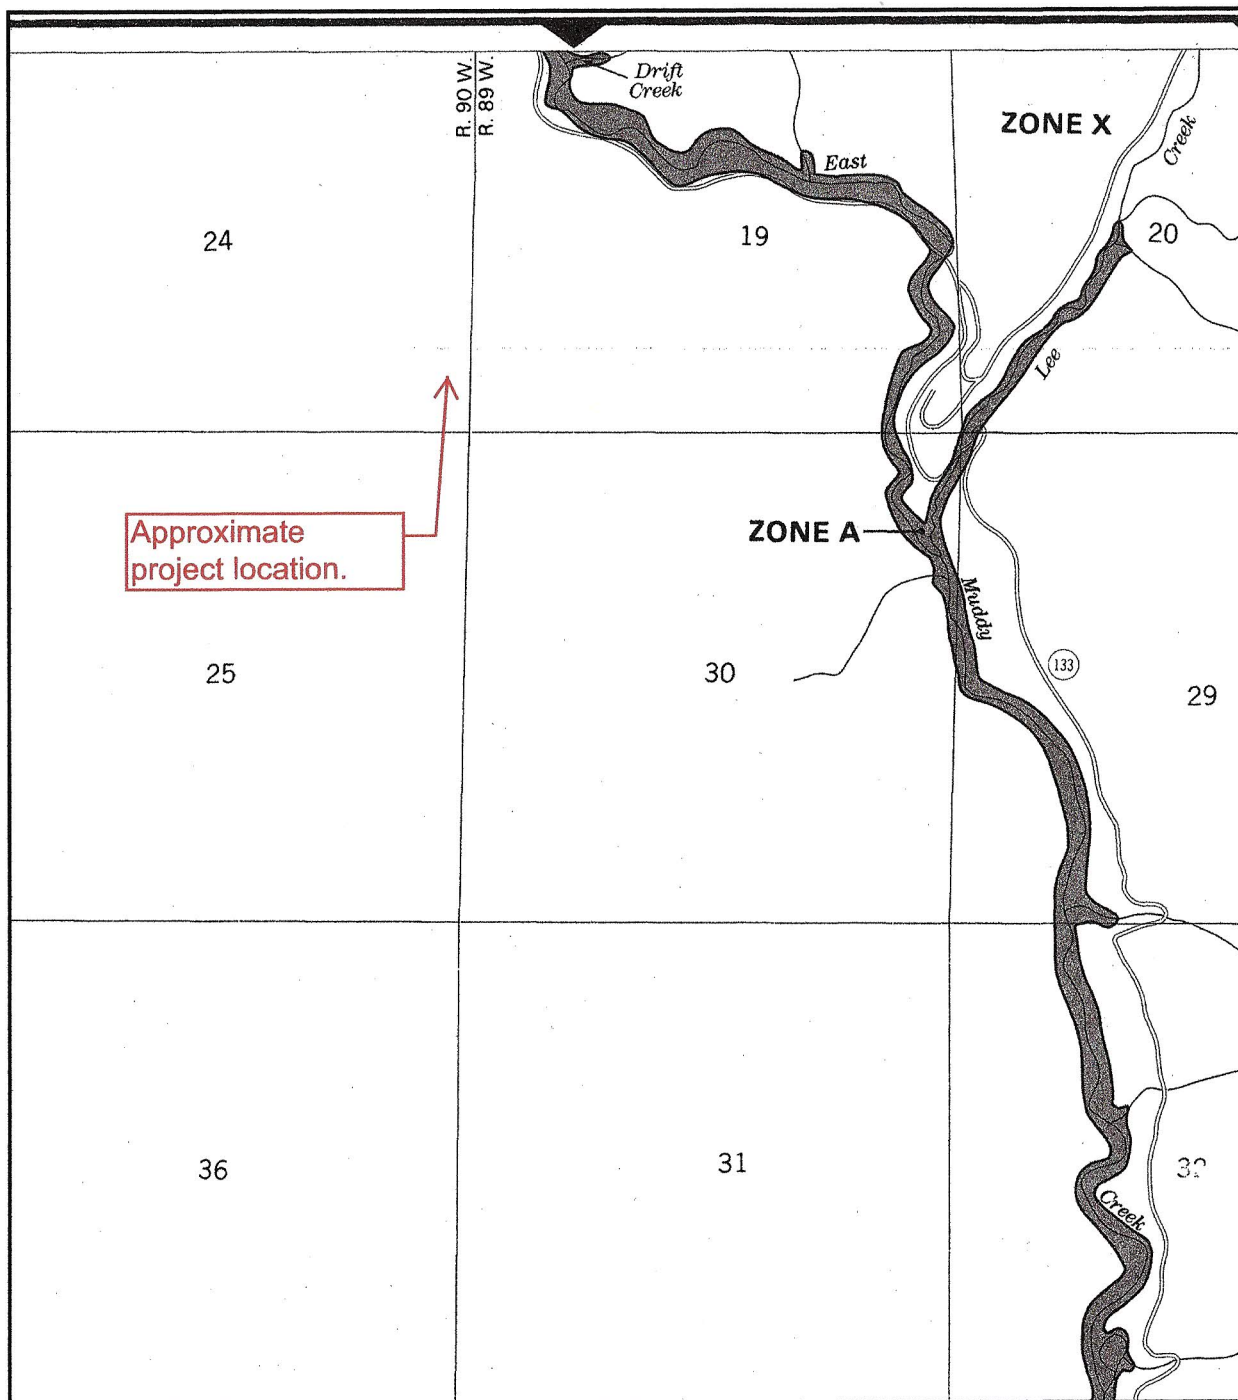 R. 90 W.
R. 89 W.
Drift
Creek
ZONE X
Creek
East
24
19
20
Lee
Approximate
project location.
ZONE A
Muddy
133
25
30
29
36
31
32
Creek